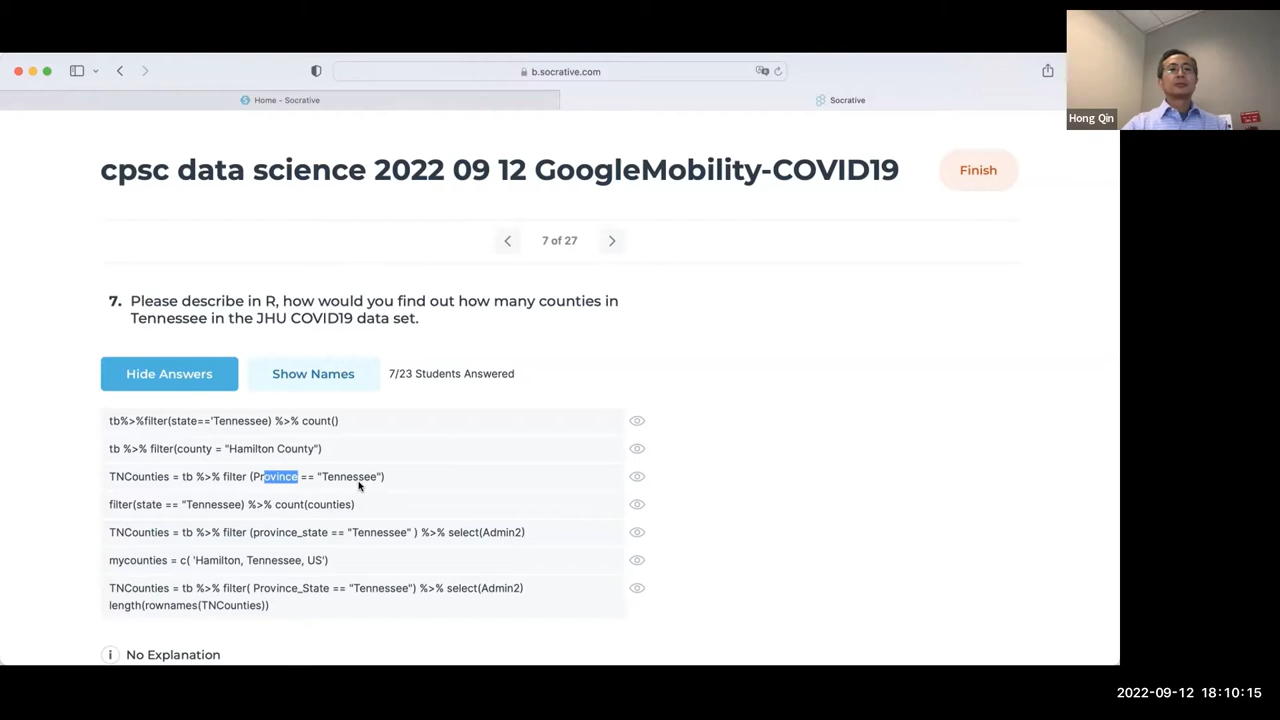 b.socrative.com
Home - Socrative
Socrative
Hong Qin
cpsc data science 2022 09 12 GoogleMobility-COVID19
Finish
7 of 27
7. Please describe in R, how would you find out how many counties in
Tennessee in the JHU COVID19 data set.
Hide Answers
Show Names
7/23 Students Answered
tb%>%filter(state=='Tennessee) %>% count()
tb %>% filter(county = "Hamilton County")
TNCounties = tb %>% filter (Province == "Tennessee")
filter(state == "Tennessee) %>% count(counties)
TNCounties = tb %>% filter (province_state == "Tennessee" ) %>% select(Admin2)
mycounties = c( 'Hamilton, Tennessee, US')
TNCounties = tb %>% filter( Province_State == "Tennessee") %>% select(Admin2)
length(rownames(TNCounties))
No Explanation
2022-09-12 18:10:15